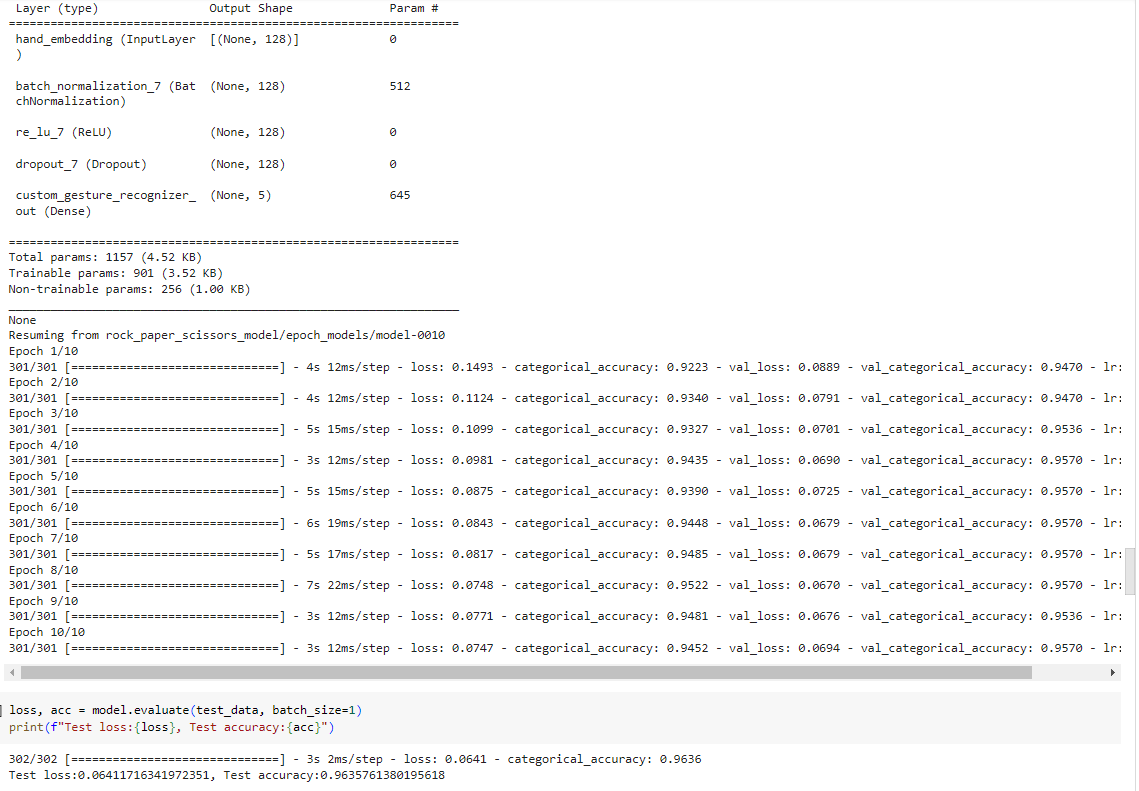 Layer (type) Output Shape Param #
=================================================================
hand_embedding (InputLayer [(None, 128)] 0
)
batch_normalization_7 (Bat (None, 128) 512
chNormalization)
re_lu_7 (ReLU) (None, 128) 0
dropout_7 (Dropout) (None, 128) 0
custom_gesture_recognizer_ (None, 5) 645
out (Dense)
=================================================================
Total params: 1157 (4.52 KB)
Trainable params: 901 (3.52 KB)
Non-trainable params: 256 (1.00 KB)
_________________________________________________________________
None
Resuming from rock_paper_scissors_model/epoch_models/model-0010
Epoch 1/10
301/301 [==============================] - 4s 12ms/step - loss: 0.1493 - categorical_accuracy: 0.9223 - val_loss: 0.0889 - val_categorical_accuracy: 0.9470 - lr:
Epoch 2/10
301/301 [==============================] - 4s 12ms/step - loss: 0.1124 - categorical_accuracy: 0.9340 - val_loss: 0.0791 - val_categorical_accuracy: 0.9470 - lr:
Epoch 3/10
301/301 [==============================] - 5s 15ms/step - loss: 0.1099 - categorical_accuracy: 0.9327 - val_loss: 0.0701 - val_categorical_accuracy: 0.9536 - lr:
Epoch 4/10
301/301 [==============================] - 3s 12ms/step - loss: 0.0981 - categorical_accuracy: 0.9435 - val_loss: 0.0690 - val_categorical_accuracy: 0.9570 - lr:
Epoch 5/10
301/301 [==============================] - 5s 15ms/step - loss: 0.0875 - categorical_accuracy: 0.9390 - val_loss: 0.0725 - val_categorical_accuracy: 0.9570 - lr:
Epoch 6/10
301/301 [==============================] - 6s 19ms/step - loss: 0.0843 - categorical_accuracy: 0.9448 - val_loss: 0.0679 - val_categorical_accuracy: 0.9570 - lr:
Epoch 7/10
301/301 [==============================] - 5s 17ms/step - loss: 0.0817 - categorical_accuracy: 0.9485 - val_loss: 0.0679 - val_categorical_accuracy: 0.9570 - lr:
Epoch 8/10
301/301 [==============================] - 7s 22ms/step - loss: 0.0748 - categorical_accuracy: 0.9522 - val_loss: 0.0670 - val_categorical_accuracy: 0.9570 - lr:
Epoch 9/10
301/301 [==============================] - 3s 12ms/step - loss: 0.0771 - categorical_accuracy: 0.9481 - val_loss: 0.0676 - val_categorical_accuracy: 0.9536 - lr:
Epoch 10/10
301/301 [==============================] - 3s 12ms/step - loss: 0.0747 - categorical_accuracy: 0.9452 - val_loss: 0.0694 - val_categorical_accuracy: 0.9570 - lr:
] loss, acc = model.evaluate(test_data, batch_size=1)
print(f"Test loss:{loss}, Test accuracy:{acc}")
302/302 [==============================] - 3s 2ms/step - loss: 0.0641 - categorical_accuracy: 0.9636
Test loss:0.06411716341972351, Test accuracy:0.9635761380195618